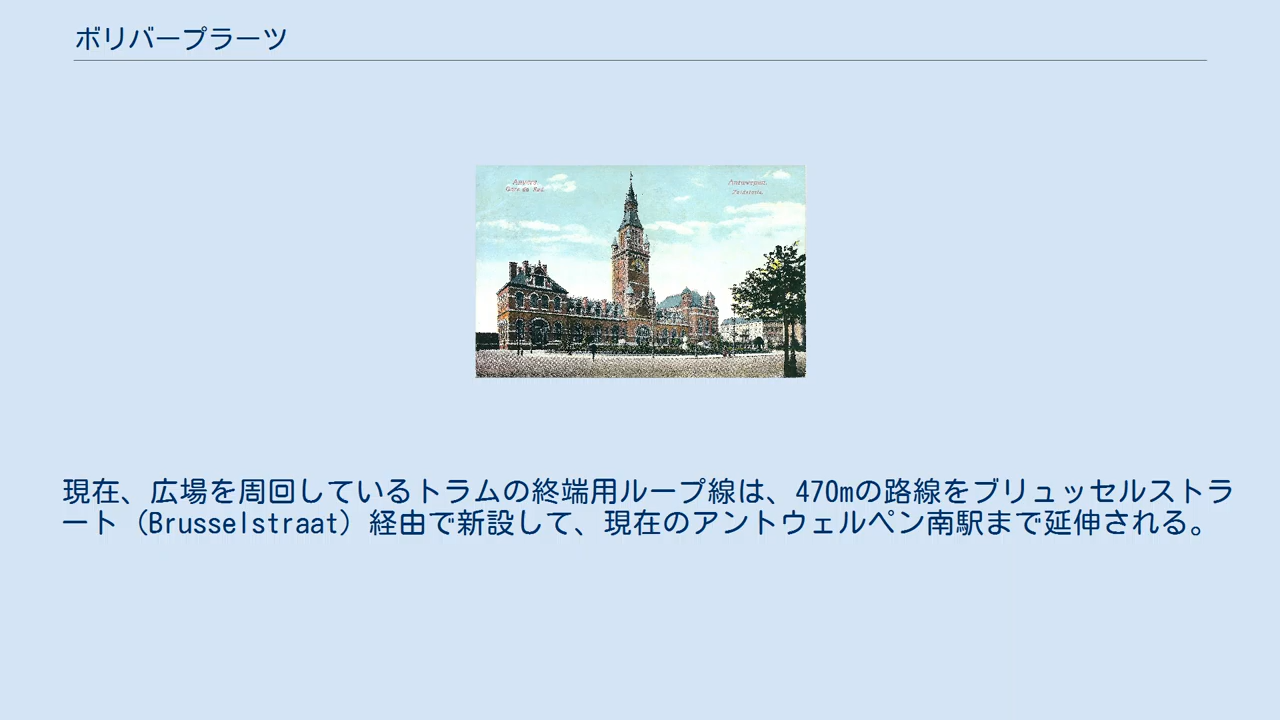 ボリバープラーツ
Anvers.
Antwerpen.
現在、広場を周回しているトラムの終端用ループ線は、470mの路線をブリュッセルストラ
ート（Brusselstraat）経由で新設して、現在のアントウェルペン南駅まで延伸される。